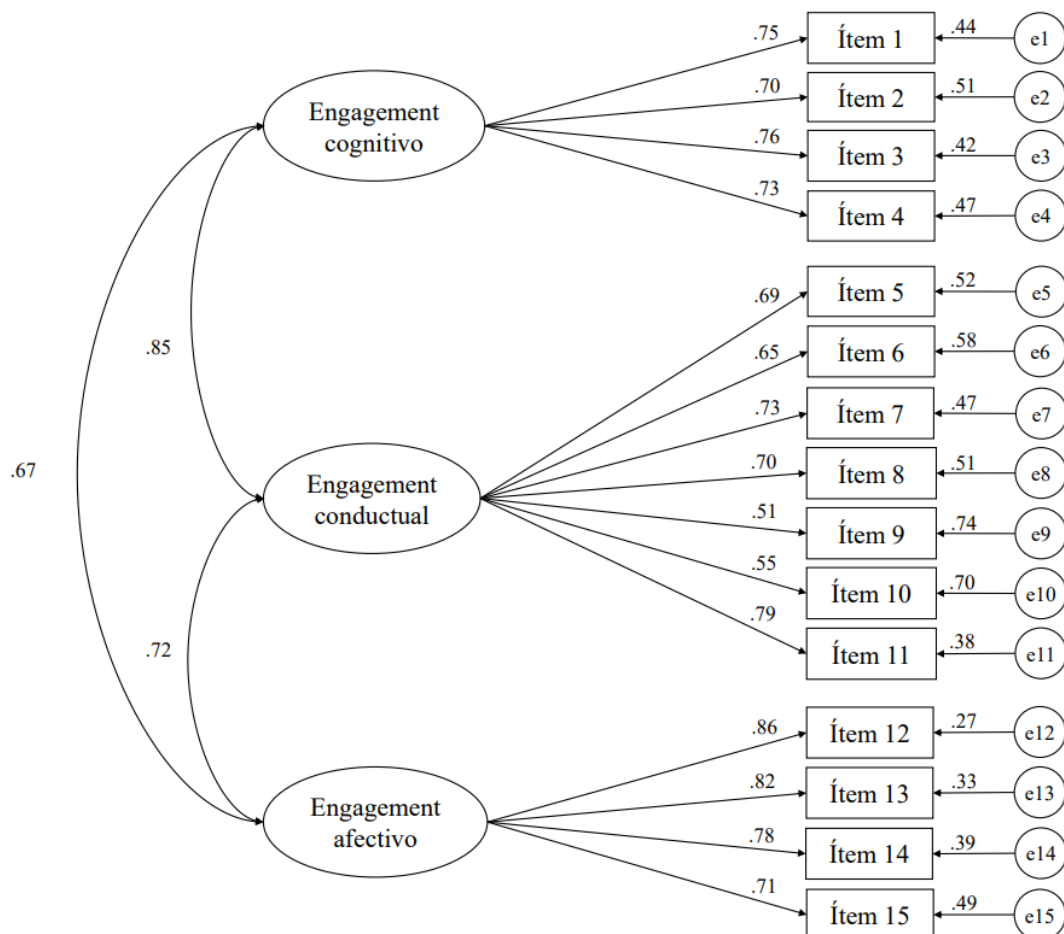 .75 Ítem 1 .44 e1
.70 Ítem 2 .51 e2
Engagement
cognitivo
.76 Ítem 3 .42 e3
.73 Ítem 4 .47 e4
.69 Ítem 5 .52 e5
.85
.65 Ítem 6 .58 e6
.73 Ítem 7 .47 e7
.67
.70 Ítem 8 .51 e8
Engagement
conductual
.51 Ítem 9 .74 e9
.55 Ítem 10 .70 e10
.79 Ítem 11 .38 e11
.72
.86 Ítem 12 .27 e12
.82 Ítem 13 .33 e13
Engagement
afectivo
.78 Ítem 14 .39 e14
.71 Ítem 15 .49 e15